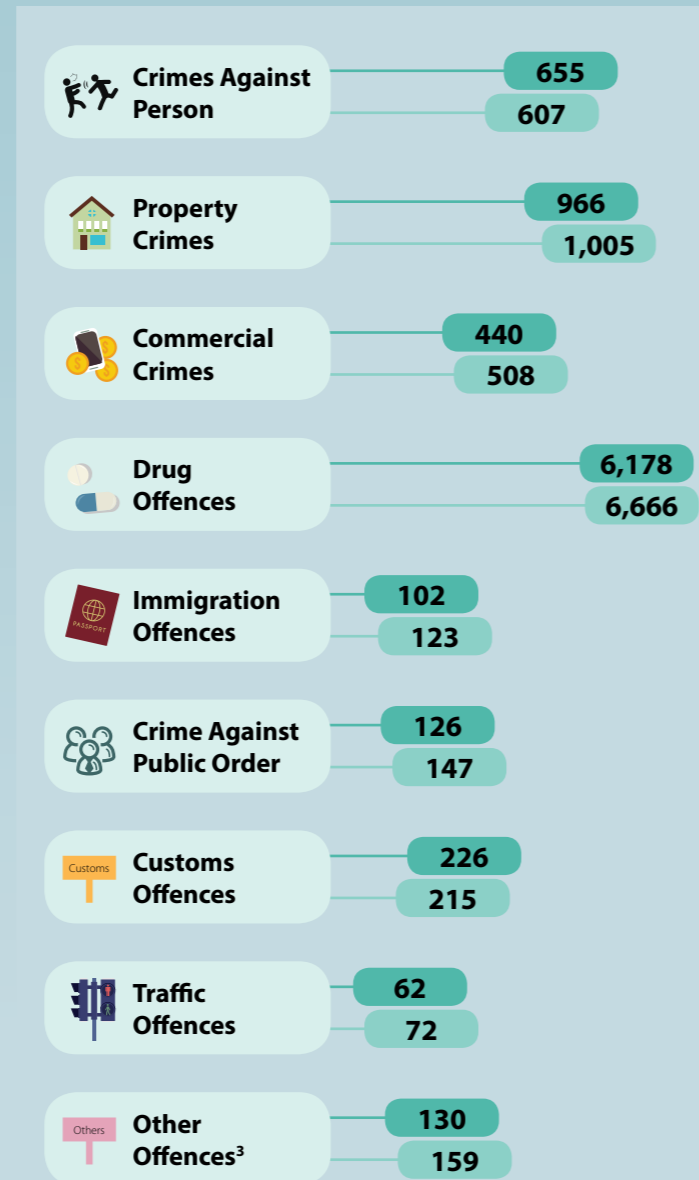 Crimes Against
Person
655
607
Property
Crimes
966
1,005
Commercial
Crimes
440
508
Drug
Offences
6,178
6,666
PASSPORT
Immigration
Offences
102
123
Crime Against
Public Order
126
147
Customs
Customs
Offences
226
215
Traffic
Offences
62
72
Others
Other
Offences³
130
159